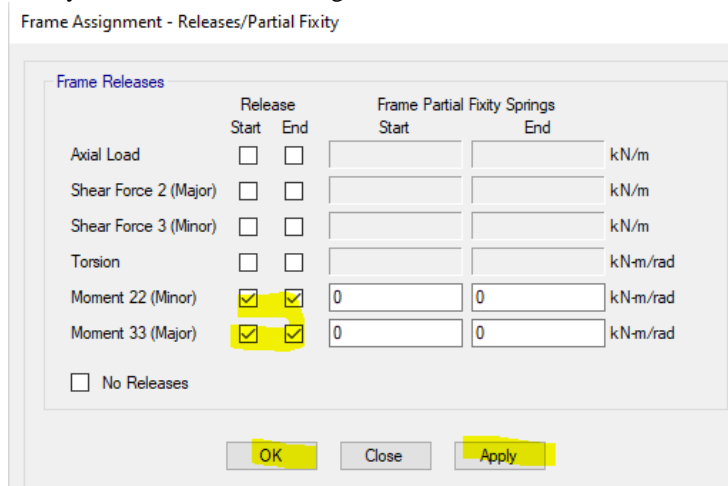 Frame Assignment - Releases/Partial Fixity
Frame Releases
Release Frame Partial Fixity Springs
Start End Start End
Axial Load kN/m
Shear Force 2 (Major) kN/m
Shear Force 3 (Minor) kN/m
Torsion kN-m/rad
Moment 22 (Minor) 0 0 kN-m/rad
Moment 33 (Major) 0 0 kN-m/rad
No Releases
OK Close Apply